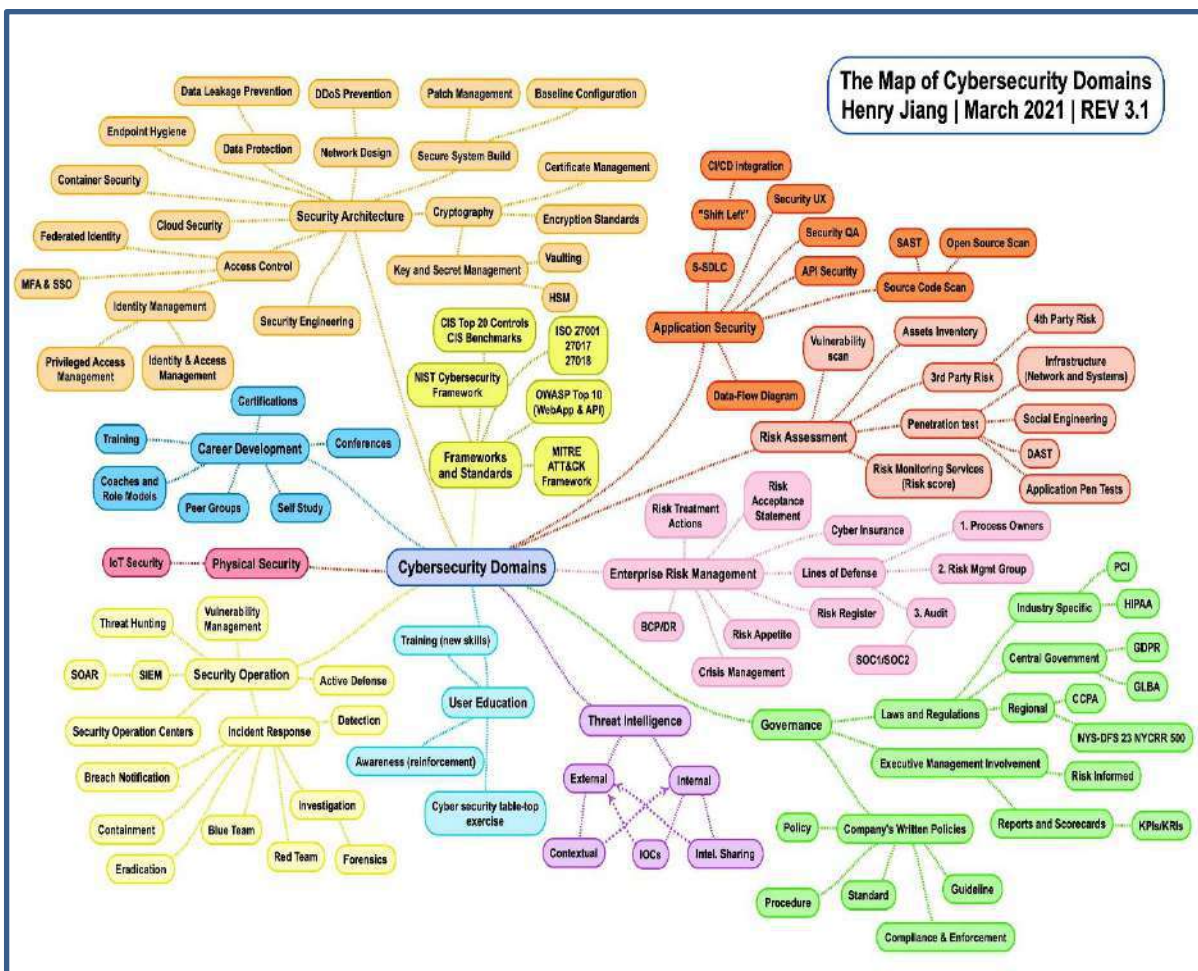 The Map of Cybersecurity Domains
Henry Jiang | March 2021 | REV 3.1
Data Leakage Prevention
DDoS Prevention
Patch Management
Baseline Configuration
Endpoint Hygiene
Data Protection
Network Design
Secure System Build
Container Security
Certificate Management
Cloud Security
Security Architecture
Cryptography
Encryption Standards
Federated Identity
Access Control
Key and Secret Management
Vaulting
HSM
MFA & SSO
Identity Management
Security Engineering
Privileged Access
Management
Identity & Access
Management
CI/CD Integration
"Shift Left"
S-SDLC
Security UX
Security QA
API Security
SAST
Open Source Scan
Source Code Scan
Application Security
Data-Flow Diagram
CIS Top 20 Controls
CIS Benchmarks
ISO 27001
27017
27018
NIST Cybersecurity
Framework
OWASP Top 10
(WebApp & API)
Frameworks
and Standards
MITRE
ATT&CK
Framework
Vulnerability
scan
Assets Inventory
4th Party Risk
3rd Party Risk
Infrastructure
(Network and Systems)
Risk Assessment
Penetration test
Social Engineering
DAST
Risk Monitoring Services
(Risk score)
Application Pen Tests
Certifications
Training
Career Development
Conferences
Coaches and
Role Models
Peer Groups
Self Study
IoT Security
Physical Security
Cybersecurity Domains
Risk Treatment
Actions
Risk
Acceptance
Statement
Cyber Insurance
1. Process Owners
Enterprise Risk Management
Lines of Defense
2. Risk Mgmt Group
Risk Register
3. Audit
BCP/DR
Risk Appetite
Crisis Management
SOC1/SOC2
PCI
Industry Specific
HIPAA
Central Government
GDPR
GLBA
Governance
Laws and Regulations
Regional
CCPA
NYS-DFS 23 NYCRR 500
Executive Management Involvement
Risk Informed
Reports and Scorecards
KPIs/KRIs
Policy
Company's Written Policies
Procedure
Standard
Guideline
Compliance & Enforcement
Threat Hunting
Vulnerability
Management
SOAR
SIEM
Security Operation
Active Defense
Security Operation Centers
Incident Response
Detection
Breach Notification
Investigation
Containment
Blue Team
Eradication
Red Team
Forensics
Training (new skills)
User Education
Awareness (reinforcement)
Cyber security table-top
exercise
Threat Intelligence
External
Internal
Contextual
IOCs
Intel. Sharing